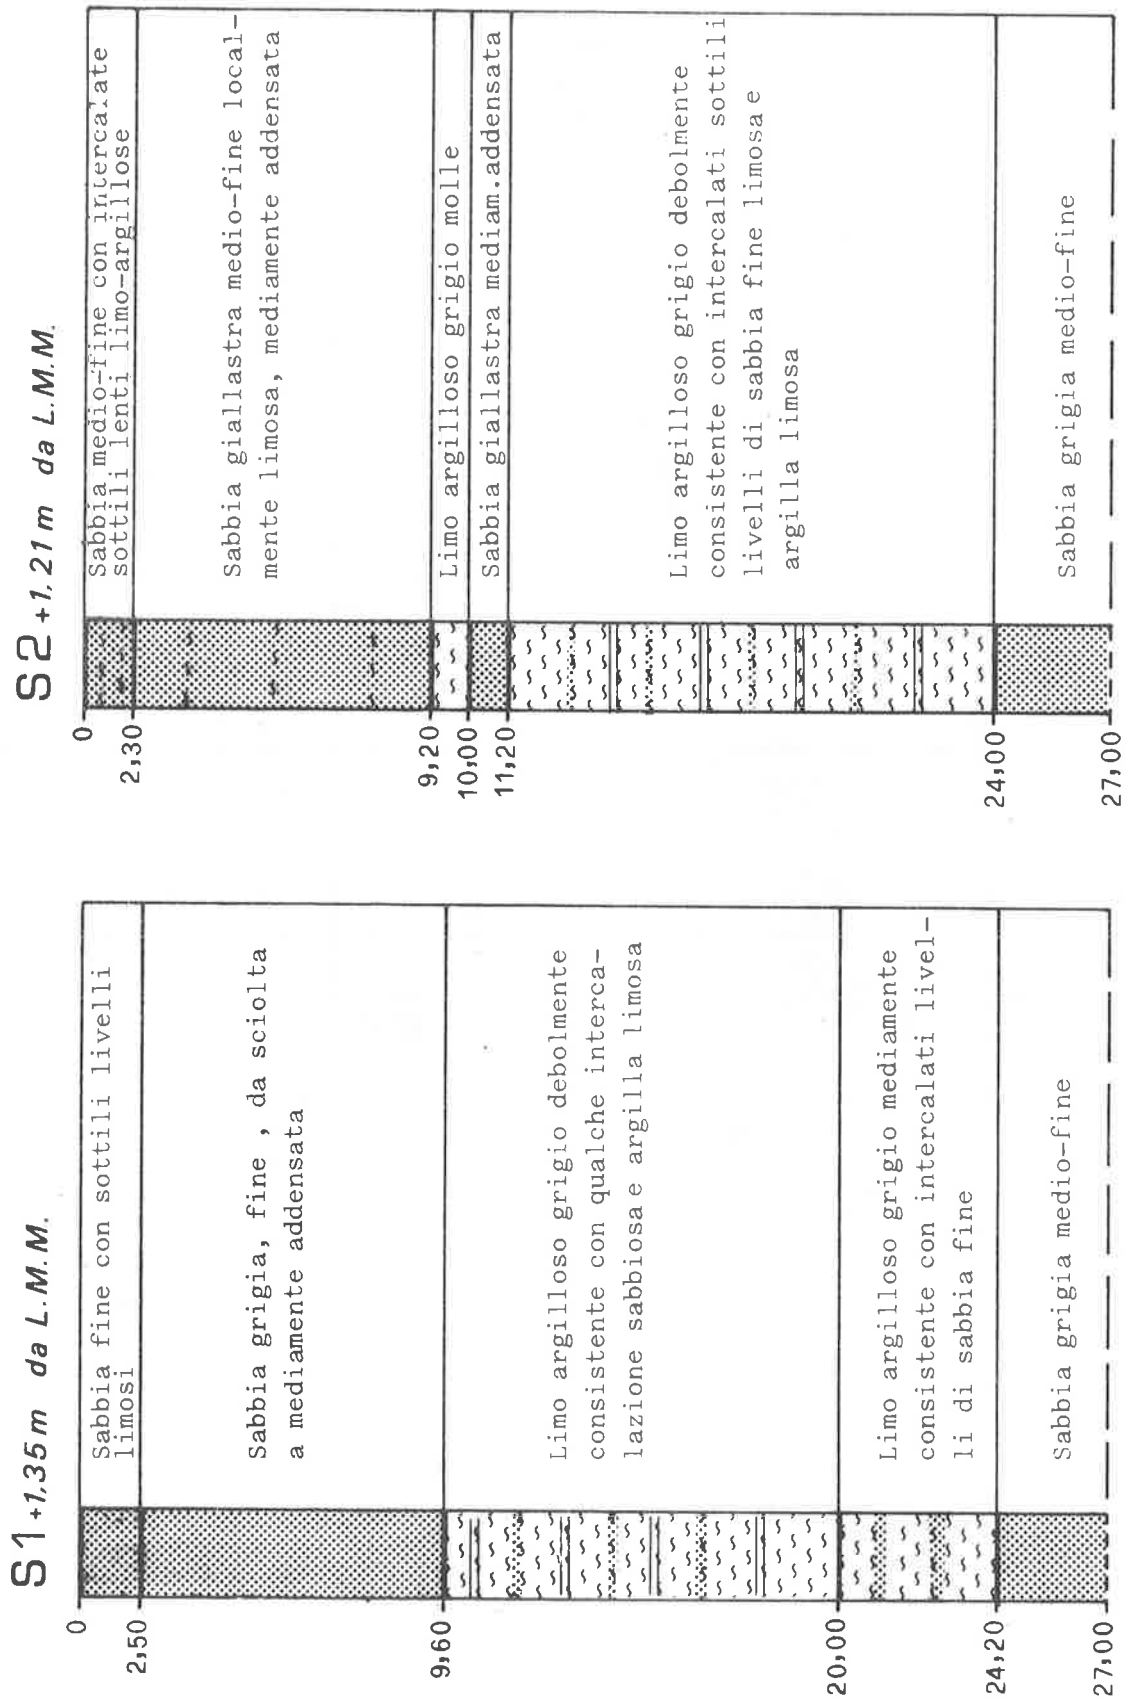 S1 +1,35 m da L.M.M.
0
Sabbia fine con sottili livelli
limosi
2,50
Sabbia grigia, fine , da sciolta
a mediamente addensata
9,60
Limo argilloso grigio debolmente
consistente con qualche interca-
lazione sabbiosa e argilla limosa
20,00
Limo argilloso grigio mediamente
consistente con intercalati livel-
li di sabbia fine
24,20
Sabbia grigia medio-fine
27,00
S2 +1,21 m da L.M.M.
0
Sabbia medio-fine con intercalate
sottili lenti limo-argillose
2,30
Sabbia giallastra medio-fine local-
mente limosa, mediamente addensata
9,20
Limo argilloso grigio molle
10,00
Sabbia giallastra mediam.addensata
11,20
Limo argilloso grigio debolmente
consistente con intercalati sottili
livelli di sabbia fine limosa e
argilla limosa
24,00
Sabbia grigia medio-fine
27,00